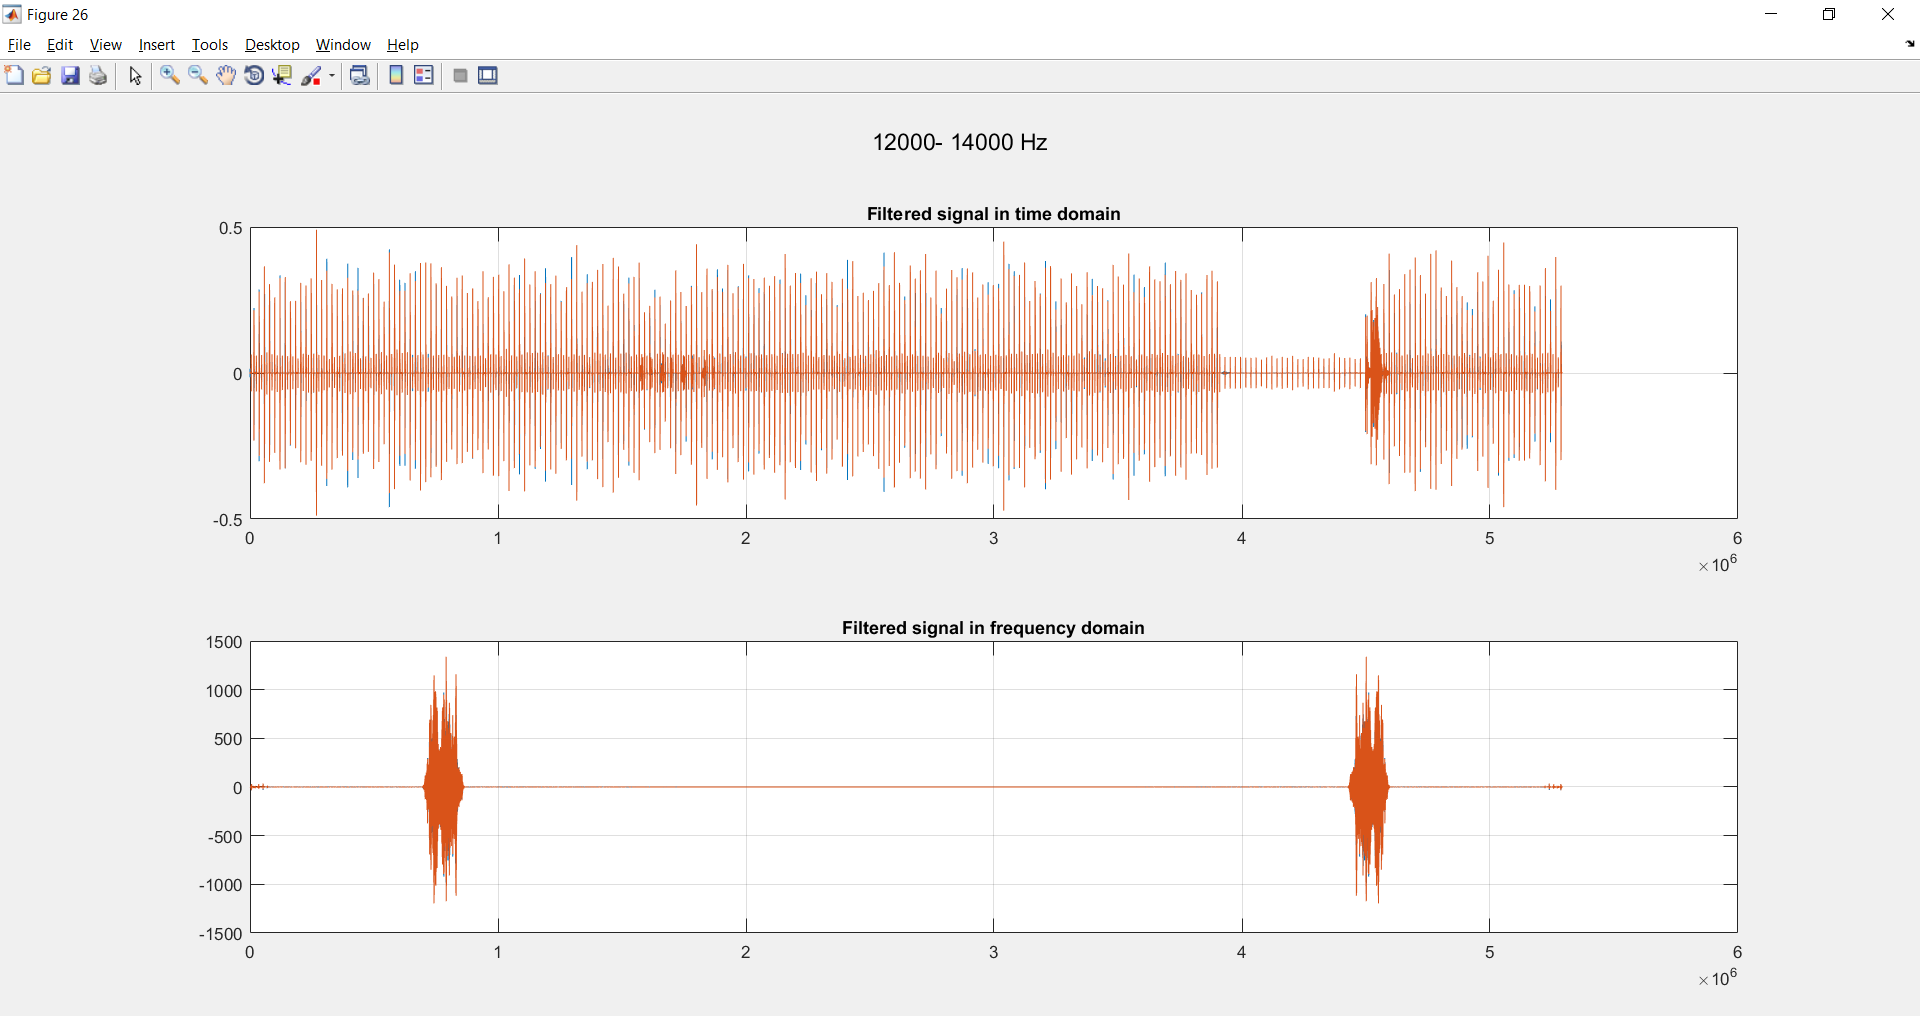 Figure 26
File Edit View Insert Tools Desktop Window Help
12000- 14000 Hz
Filtered signal in time domain
0.5
0
-0.5
0 1 2 3 4 5 6
×10^6
Filtered signal in frequency domain
1500
1000
500
0
-500
-1000
-1500
0 1 2 3 4 5 6
×10^6